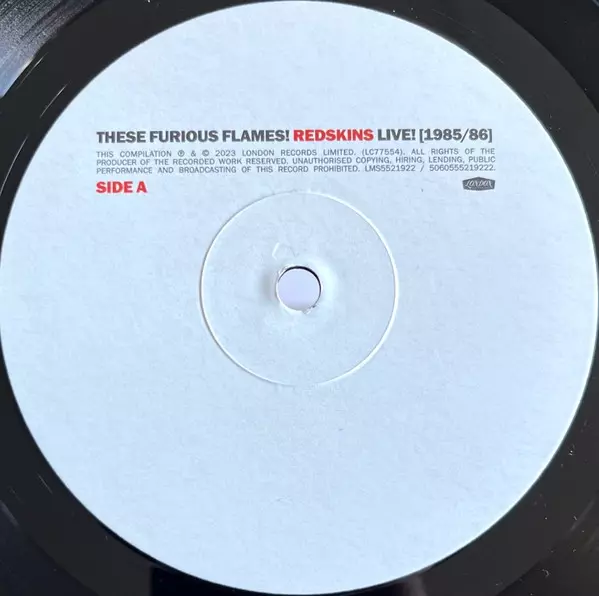 THESE FURIOUS FLAMES! REDSKINS LIVE! [1985/86]
THIS COMPILATION ℗ & © 2023 LONDON RECORDS LIMITED. (LC77554). ALL RIGHTS OF THE
PRODUCER OF THE RECORDED WORK RESERVED. UNAUTHORISED COPYING, HIRING, LENDING, PUBLIC
PERFORMANCE AND BROADCASTING OF THIS RECORD PROHIBITED. LMS5521922 / 5060555219222.
SIDE A
LONDON